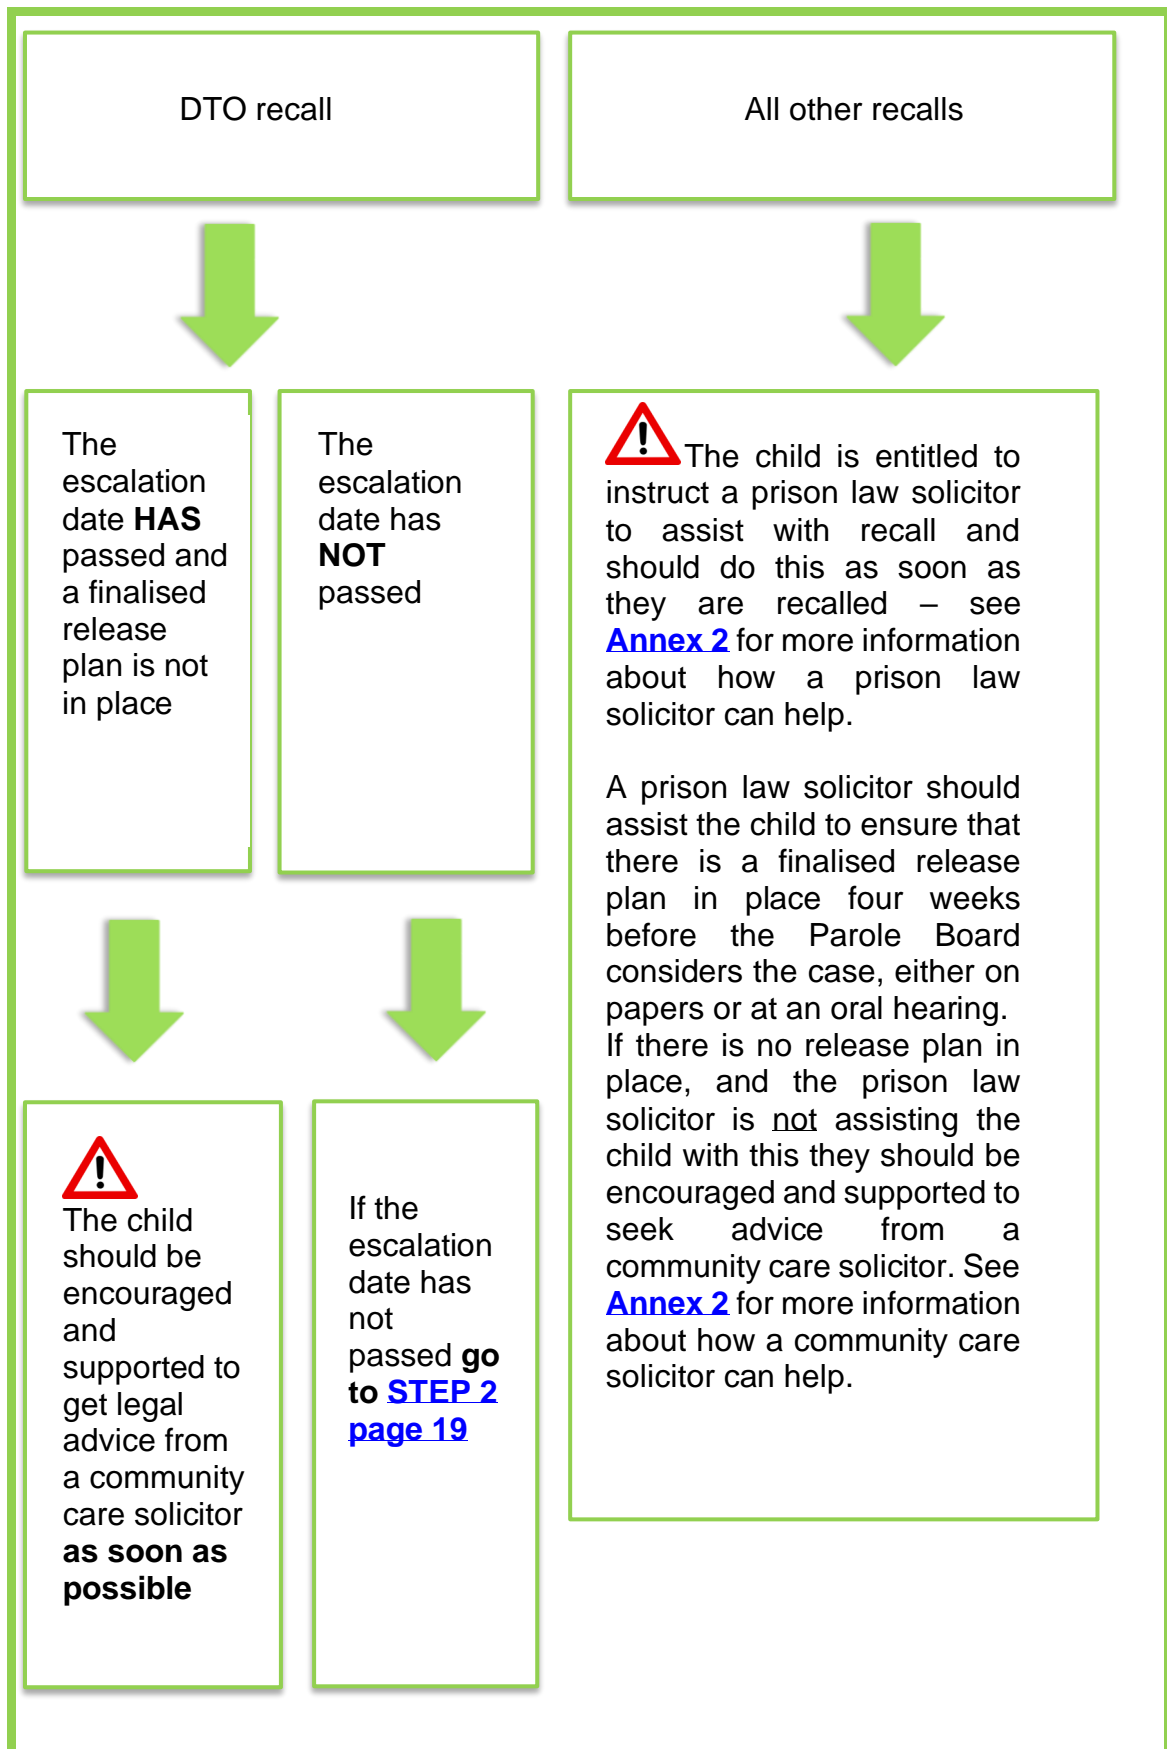 DTO recall
All other recalls
The
escalation
date HAS
passed and
a finalised
release
plan is not
in place
The
escalation
date has
NOT
passed
The child is entitled to
instruct a prison law solicitor
to assist with recall and
should do this as soon as
they are recalled – see
Annex 2 for more information
about how a prison law
solicitor can help.
A prison law solicitor should
assist the child to ensure that
there is a finalised release
plan in place four weeks
before the Parole Board
considers the case, either on
papers or at an oral hearing.
If there is no release plan in
place, and the prison law
solicitor is not assisting the
child with this they should be
encouraged and supported to
seek advice from a
community care solicitor. See
Annex 2 for more information
about how a community care
solicitor can help.
The child
should be
encouraged
and
supported to
get legal
advice from
a community
care solicitor
as soon as
possible
If the
escalation
date has
not
passed go
to STEP 2
page 19